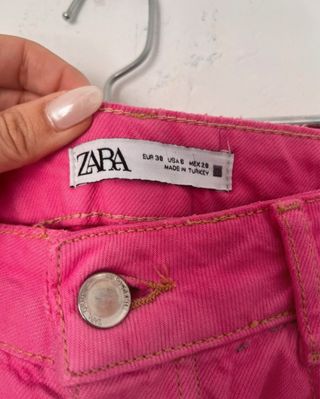 ZARA
EUR 38 USA 6 MEX 28
MADE IN TURKEY